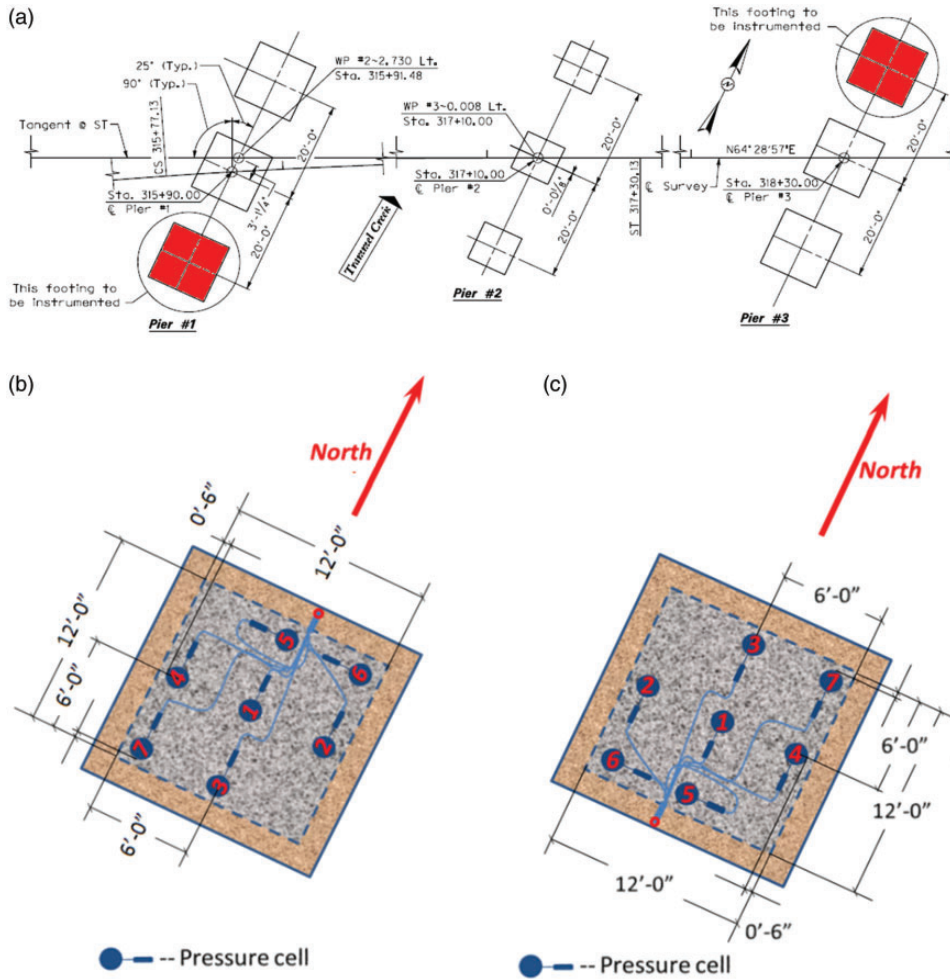 (a)
This footing to
be instrumented
25° (Typ.)
90° (Typ.)
WP #2~2.730 Lt.
Sta. 315+91.48
CS 315+77.13
Tangent @ ST
20'-0"
WP #3~0.008 Lt.
Sta. 317+10.00
20'-0"
20'-0"
N64°28'57"E
Sta. 315+90.00
℄ Pier #1
3'-1¼"
20'-0"
Sta. 317+10.00
℄ Pier #2
0'-0⅛"
20'-0"
ST 317+30.13
℄ Survey
Sta. 318+30.00
℄ Pier #3
20'-0"
Trammel Creek
This footing to
be instrumented
Pier #1
Pier #2
Pier #3
(b)
North
0'-6”
12'-0”
12'-0”
6'-0”
6'-0”
5
6
4
1
2
7
3
-- Pressure cell
(c)
North
6'-0”
3
7
2
1
4
6
5
6'-0”
12'-0”
12'-0”
0'-6”
-- Pressure cell